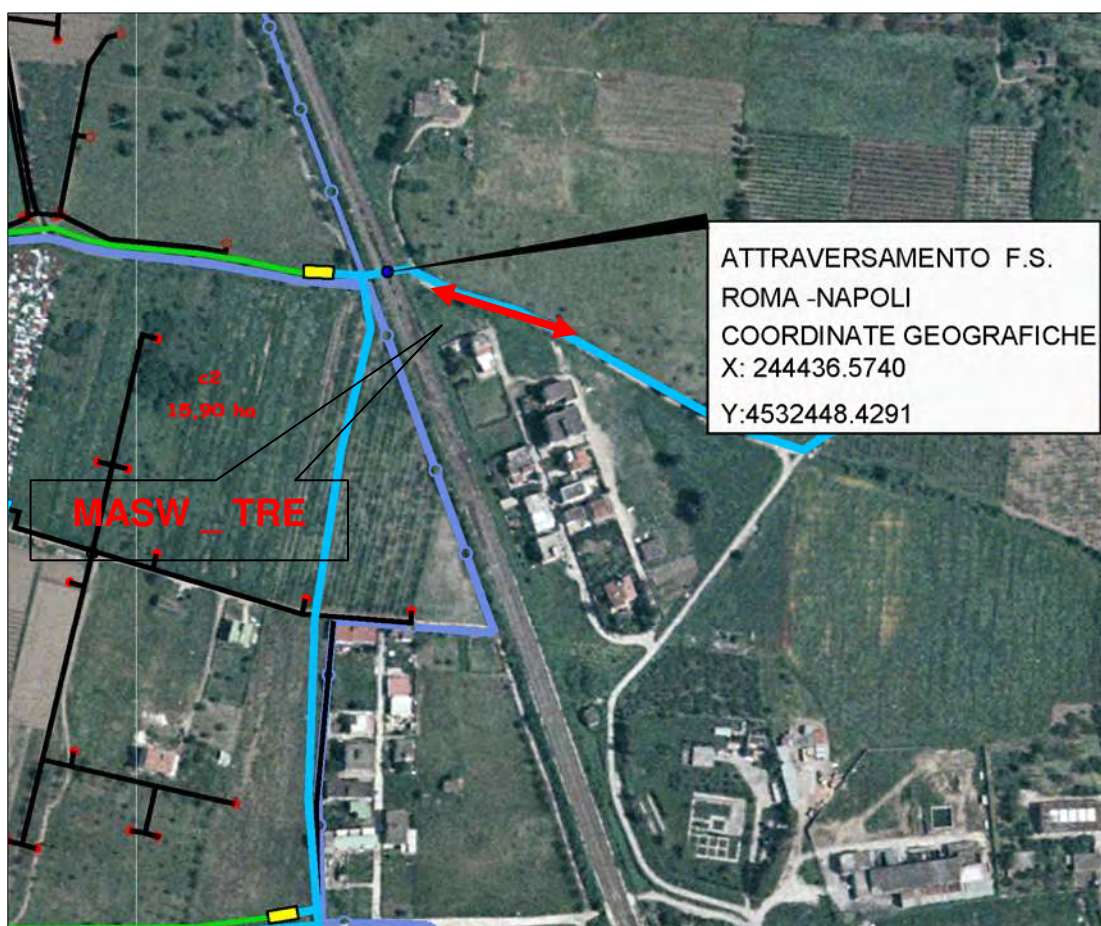 ATTRAVERSAMENTO F.S.
ROMA -NAPOLI
COORDINATE GEOGRAFICHE
X: 244436.5740
Y:4532448.4291
c2
15,90 ha
MASW _ TRE